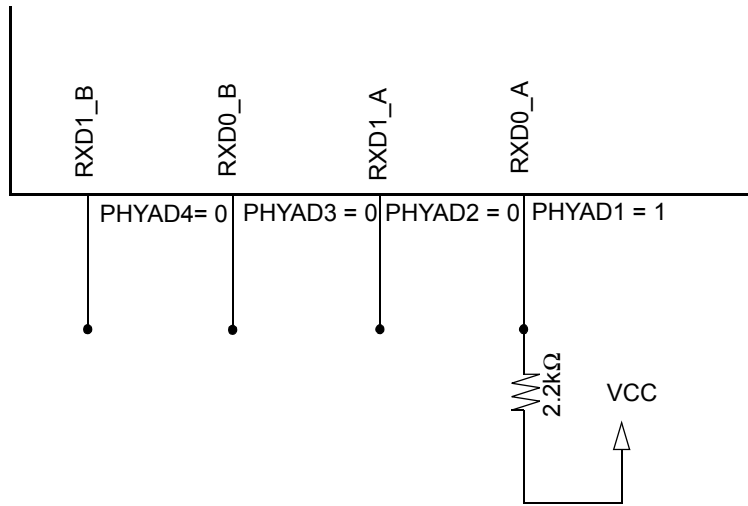 RXD1_B
RXD0_B
RXD1_A
RXD0_A
PHYAD4= 0
PHYAD3 = 0
PHYAD2 = 0
PHYAD1 = 1
2.2kΩ
VCC